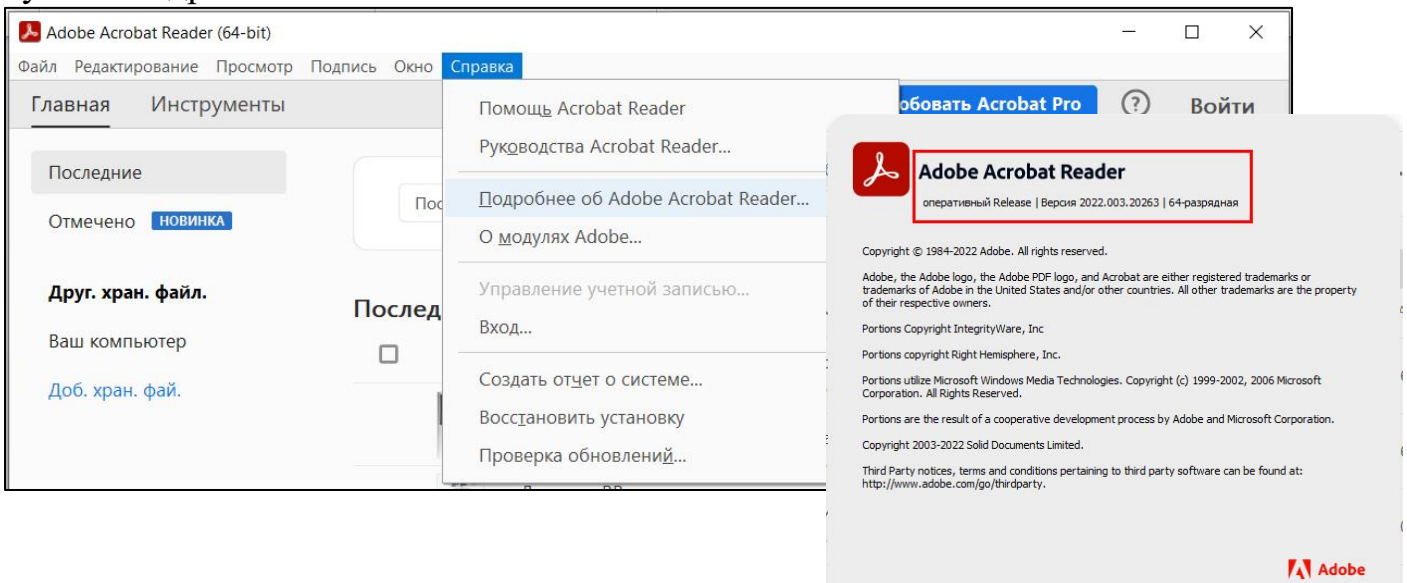 Adobe Acrobat Reader (64-bit)
Файл Редактирование Просмотр Подпись Окно Справка
Главная Инструменты
Acrobat Pro
Войти
Последние
Отмечено НОВИНКА
Друг. хран. файл.
Ваш компьютер
Доб. хран. фай.
Помощь Acrobat Reader
Руководства Acrobat Reader...
Подробнее об Adobe Acrobat Reader...
О модулях Adobe...
Управление учетной записью...
Вход...
Создать отчет о системе...
Восстановить установку
Проверка обновлений...
Adobe Acrobat Reader
оперативный Release | Версия 2022.003.20263 | 64-разрядная
Copyright © 1984-2022 Adobe. All rights reserved.
Adobe, the Adobe logo, the Adobe PDF logo, and Acrobat are either registered trademarks or
trademarks of Adobe in the United States and/or other countries. All other trademarks are the property
of their respective owners.
Portions Copyright IntegrityWare, Inc
Portions copyright Right Hemisphere, Inc.
Portions utilize Microsoft Windows Media Technologies. Copyright (c) 1999-2002, 2006 Microsoft
Corporation. All Rights Reserved.
Portions are the result of a cooperative development process by Adobe and Microsoft Corporation.
Copyright 2003-2022 Solid Documents Limited.
Third Party notices, terms and conditions pertaining to third party software can be found at:
http://www.adobe.com/go/thirdparty.
Adobe